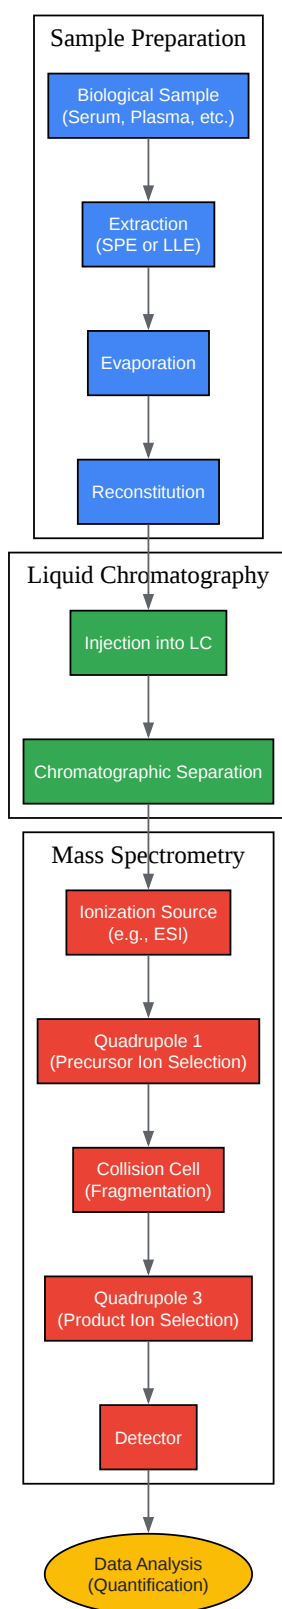 Sample Preparation
Biological Sample
(Serum, Plasma, etc.)
Extraction
(SPE or LLE)
Evaporation
Reconstitution
Liquid Chromatography
Injection into LC
Chromatographic Separation
Mass Spectrometry
Ionization Source
(e.g., ESI)
Quadrupole 1
(Precursor Ion Selection)
Collision Cell
(Fragmentation)
Quadrupole 3
(Product Ion Selection)
Detector
Data Analysis
(Quantification)